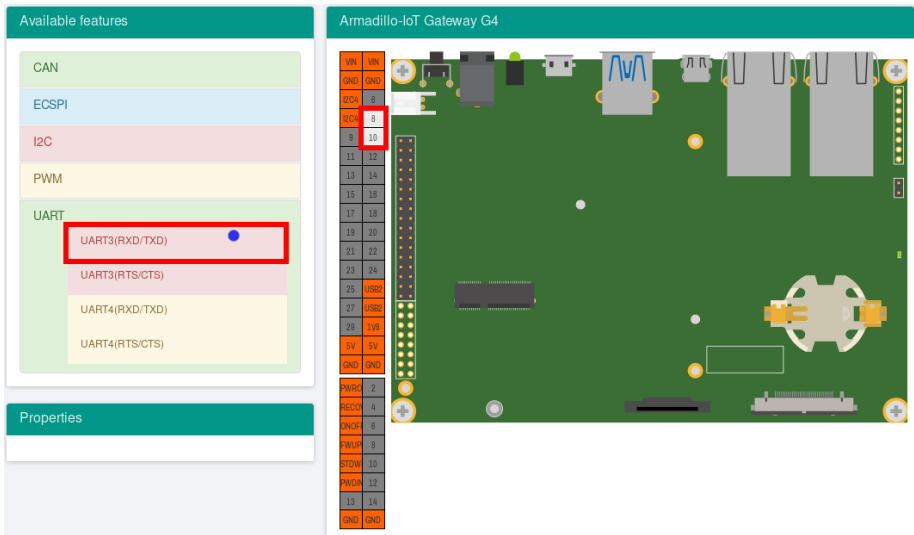 Available features
CAN
ECSPI
I2C
PWM
UART
UART3(RXD/TXD)
UART3(RTS/CTS)
UART4(RXD/TXD)
UART4(RTS/CTS)
Properties
Armadillo-IoT Gateway G4
VIN VIN
GND GND
I2C4 6
I2C4 8
9 10
11 12
13 14
15 16
17 18
19 20
21 22
23 24
25 USB2
27 USB2
29 1V8
5V 5V
GND GND
PWRO 2
RECO 4
ONOF 6
FWUP 8
STDW 10
PWDIN 12
13 14
GND GND